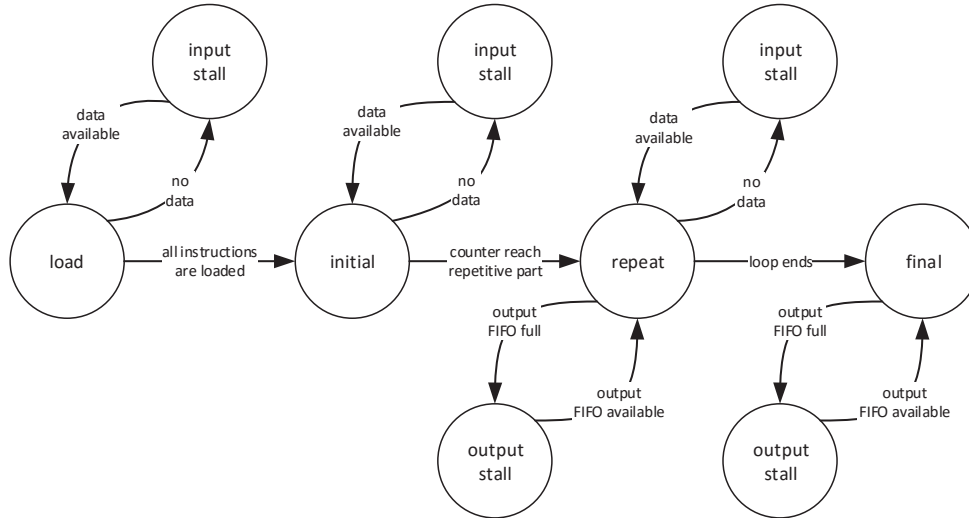 input
stall
input
stall
input
stall
data
available
data
available
data
available
no
data
no
data
no
data
load
all instructions
are loaded
initial
counter reach
repetitive part
repeat
loop ends
final
output
FIFO full
output
FIFO full
output
FIFO available
output
FIFO available
output
stall
output
stall